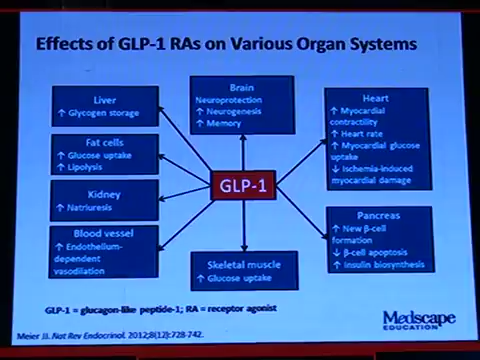 Effects of GLP-1 RAs on Various Organ Systems
Liver
↑ Glycogen storage
Fat cells
↑ Glucose uptake
↑ Lipolysis
Kidney
↑ Natriuresis
Blood vessel
↑ Endothelium-
dependent
vasodilation
Brain
Neuroprotection
↑ Neurogenesis
↑ Memory
GLP-1
Skeletal muscle
↑ Glucose uptake
Heart
↑ Myocardial
contractility
↑ Heart rate
↑ Myocardial glucose
uptake
↓ Ischemia-induced
myocardial damage
Pancreas
↑ New β-cell
formation
↓ β-cell apoptosis
↑ Insulin biosynthesis
GLP-1 = glucagon-like peptide-1; RA = receptor agonist
Medscape
EDUCATION
Meier JJ. Nat Rev Endocrinol. 2012;8(12):728-742.